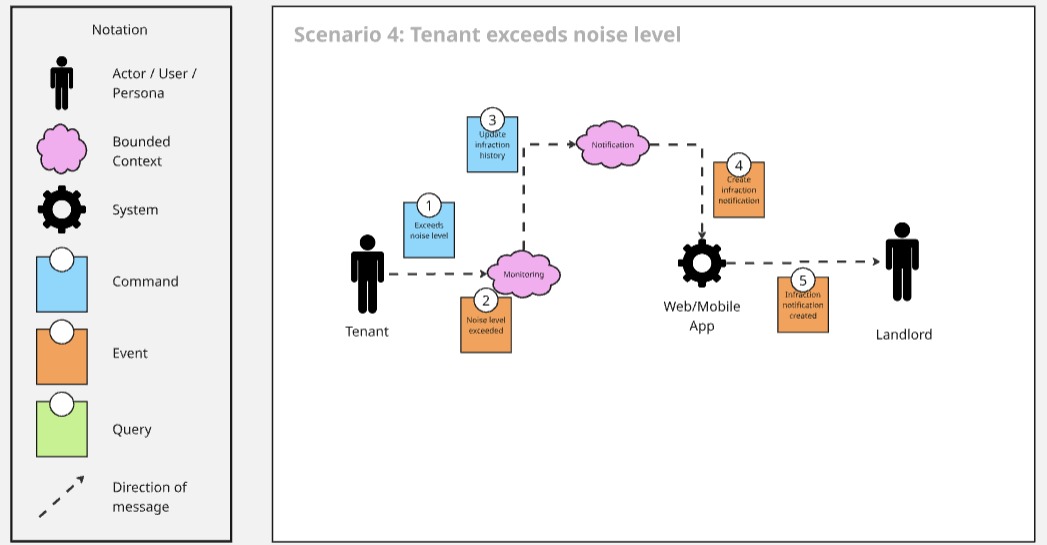 Notation
Actor / User /
Persona
Bounded
Context
System
Command
Event
Query
Direction of
message
Scenario 4: Tenant exceeds noise level
3
Update
infraction
history
Notification
4
Create
infraction
notification
1
Exceeds
noise level
Monitoring
2
Noise level
exceeded
Tenant
Web/Mobile
App
5
Infraction
notification
created
Landlord